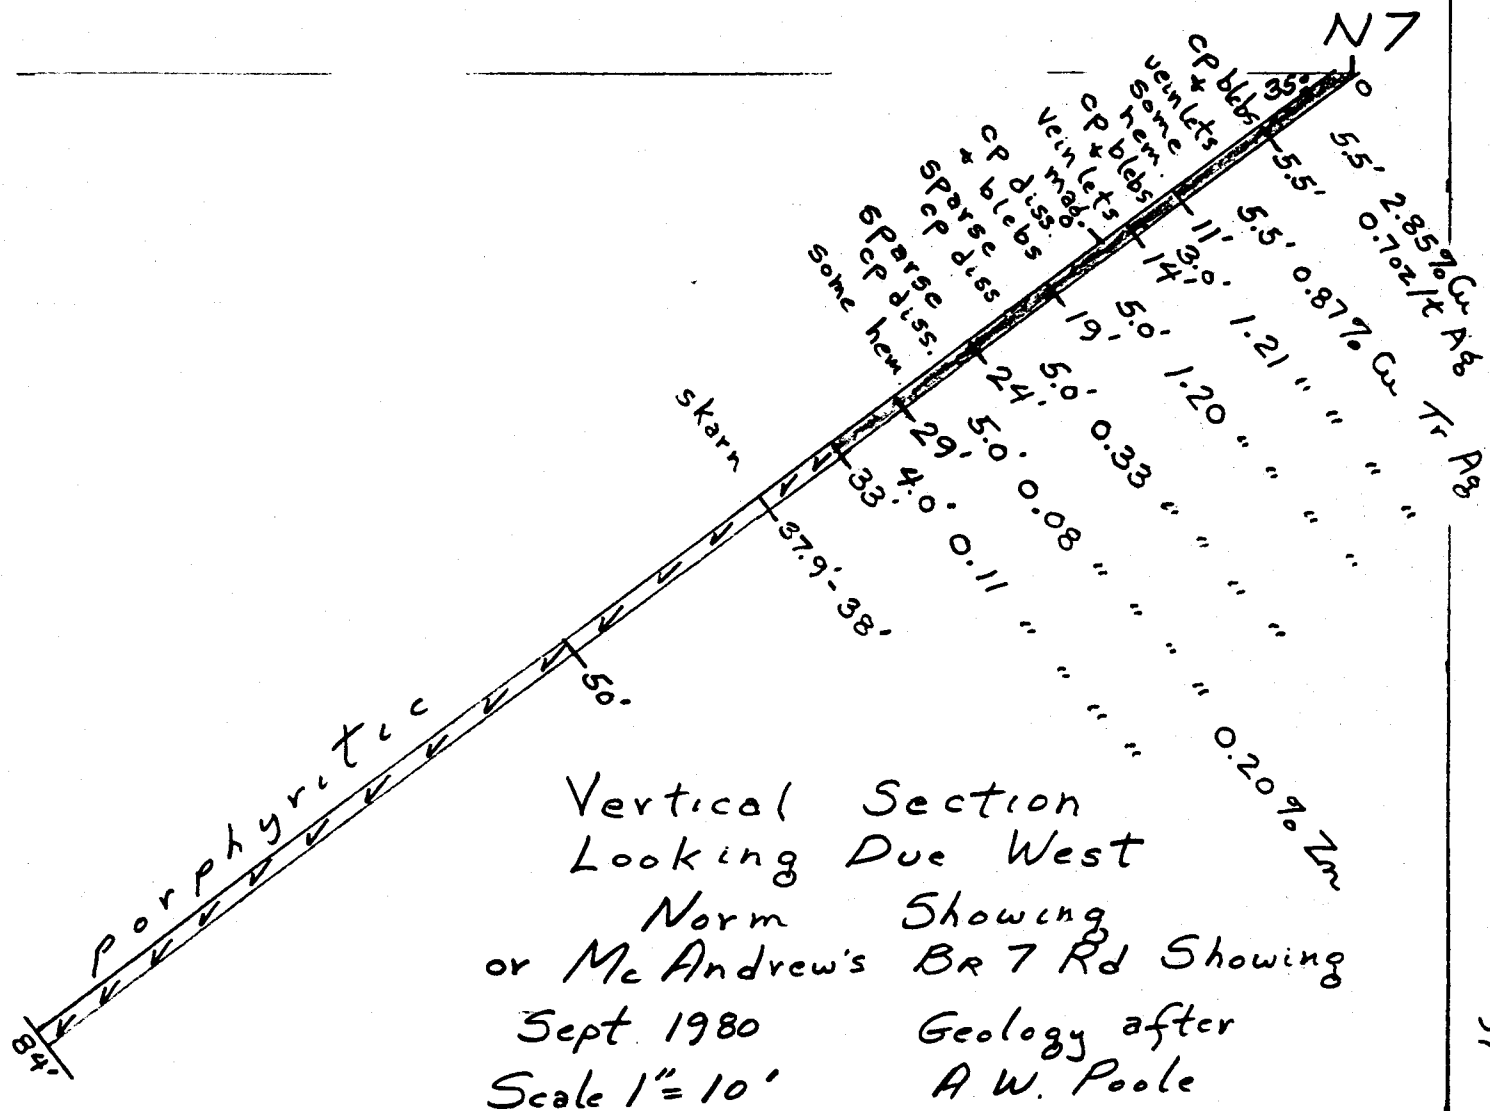 N7
35°
0
cp blebs
& veinlets
some hem.
cp blebs
& veinlets
mag.
cp diss.
& blebs
sparse
cp diss
sparse
cp diss.
some hem
skarn
porphyritic
5.5'
11'
14'
19'
24'
29'
33'
37.9'-38'
50'
84'
5.5' 2.85% Cu
0.7oz/t Ag
5.5' 0.87% Cu Tr Ag
3.0' 1.21 " " " "
5.0' 1.20 " " " "
5.0' 0.33 " " " "
5.0' 0.08 " " " " 0.20% Zn
4.0' 0.11 " " " "
Vertical Section
Looking Due West
Norm Showing
or McAndrew's BR 7 Rd Showing
Sept. 1980 Geology after
Scale 1"=10' A.W. Poole